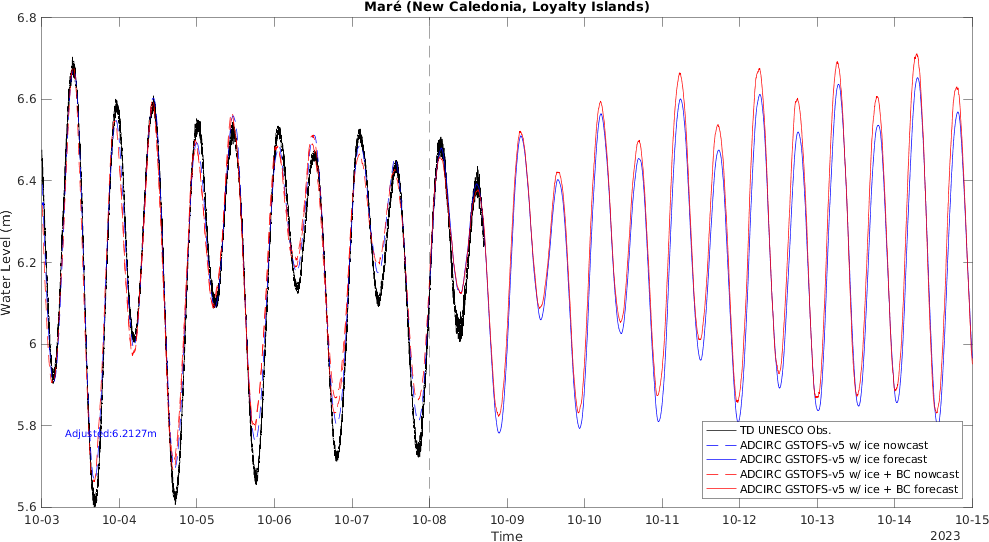 Maré (New Caledonia, Loyalty Islands)
6.8
6.6
6.4
6.2
6
5.8
5.6
Water Level (m)
Adjusted:6.2127m
TD UNESCO Obs.
ADCIRC GSTOFS-v5 w/ ice nowcast
ADCIRC GSTOFS-v5 w/ ice forecast
ADCIRC GSTOFS-v5 w/ ice + BC nowcast
ADCIRC GSTOFS-v5 w/ ice + BC forecast
10-03 10-04 10-05 10-06 10-07 10-08 10-09 10-10 10-11 10-12 10-13 10-14 10-15
Time
2023